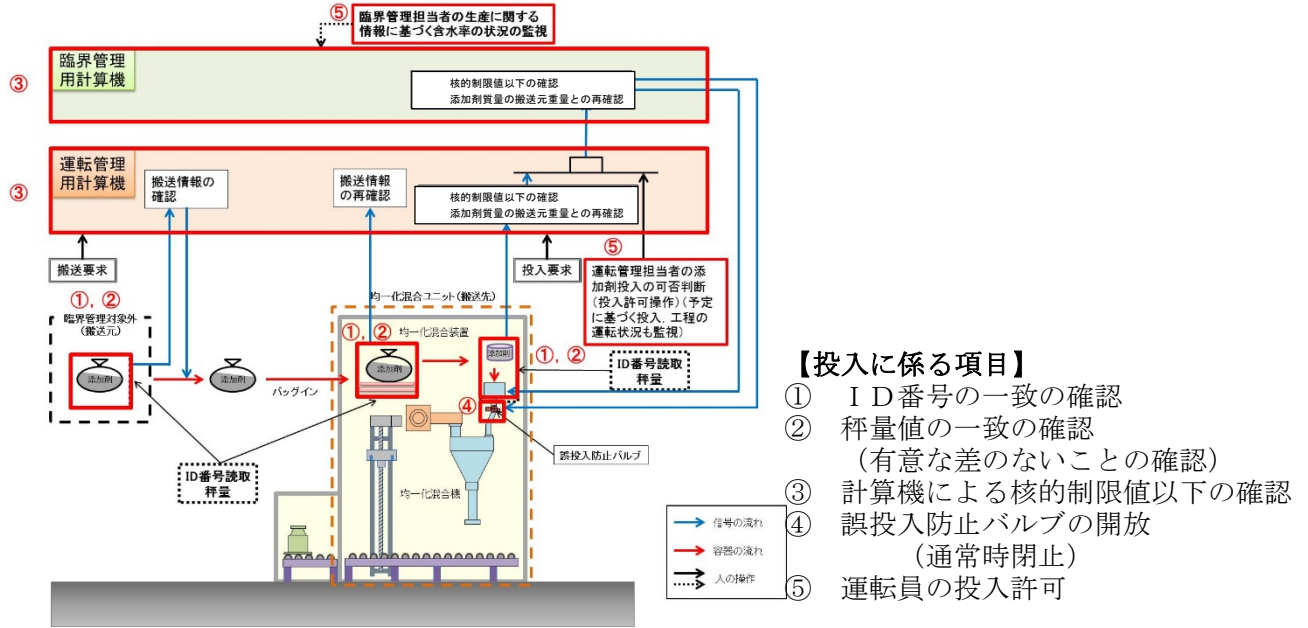 ⑤ 臨界管理担当者の生産に関する
情報に基づく含水率の状況の監視
臨界管理
用計算機
③
核的制限値以下の確認
添加剤質量の搬送元重量との再確認
運転管理
用計算機
③
搬送情報の
確認
搬送情報
の再確認
核的制限値以下の確認
添加剤質量の搬送元重量との再確認
搬送要求
投入要求
⑤
運転管理担当者の添
加剤投入の可否判断
(投入許可操作)(予定
に基づく投入,工程の
運転状況も監視)
①,②
臨界管理対象外
(搬送元)
添加剤
添加剤
バッグイン
均一化混合ユニット(搬送先)
①,②
均一化混合装置
添加剤
添加剤
①,②
ID番号読取
秤量
④
誤投入防止バルブ
ID番号読取
秤量
均一化混合機
信号の流れ
容器の流れ
人の操作
【投入に係る項目】
① ID番号の一致の確認
② 秤量値の一致の確認
(有意な差のないことの確認)
③ 計算機による核的制限値以下の確認
④ 誤投入防止バルブの開放
(通常時閉止)
⑤ 運転員の投入許可